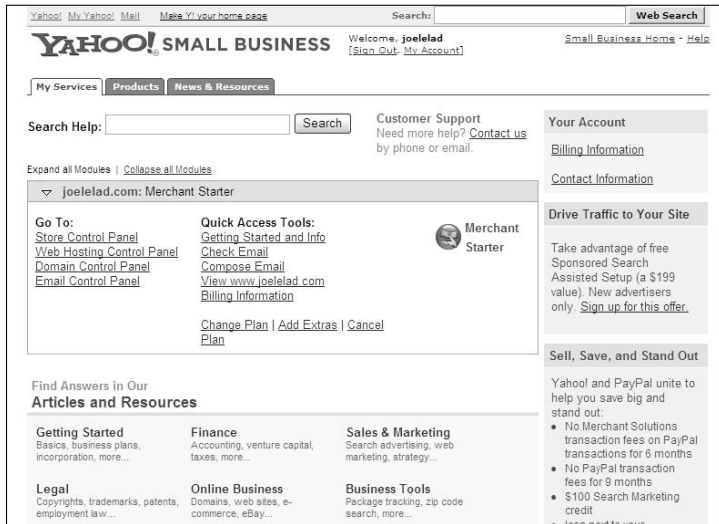 Yahoo! My Yahoo! Mail Make Y! your home page Search: Web Search
YAHOO! SMALL BUSINESS
Welcome, joelelad
[Sign Out, My Account]
Small Business Home - Help
My Services Products News & Resources
Search Help: Search
Customer Support
Need more help? Contact us
by phone or email.
Expand all Modules | Collapse all Modules
joelelad.com: Merchant Starter
Go To:
Store Control Panel
Web Hosting Control Panel
Domain Control Panel
Email Control Panel
Quick Access Tools:
Getting Started and Info
Check Email
Compose Email
View www.joelelad.com
Billing Information
Change Plan | Add Extras | Cancel
Plan
Merchant
Starter
Find Answers in Our
Articles and Resources
Getting Started
Basics, business plans,
incorporation, more...
Finance
Accounting, venture capital,
taxes, more...
Sales & Marketing
Search advertising, web
marketing, strategy...
Legal
Copyrights, trademarks, patents,
employment law...
Online Business
Domains, web sites, e-
commerce, eBay...
Business Tools
Package tracking, zip code
search, more...
Your Account
Billing Information
Contact Information
Drive Traffic to Your Site
Take advantage of free
Sponsored Search
Assisted Setup (a $199
value). New advertisers
only. Sign up for this offer.
Sell, Save, and Stand Out
Yahoo! and PayPal unite to
help you save big and
stand out:
• No Merchant Solutions
transaction fees on PayPal
transactions for 6 months
• No PayPal transaction
fees for 9 months
• $100 Search Marketing
credit